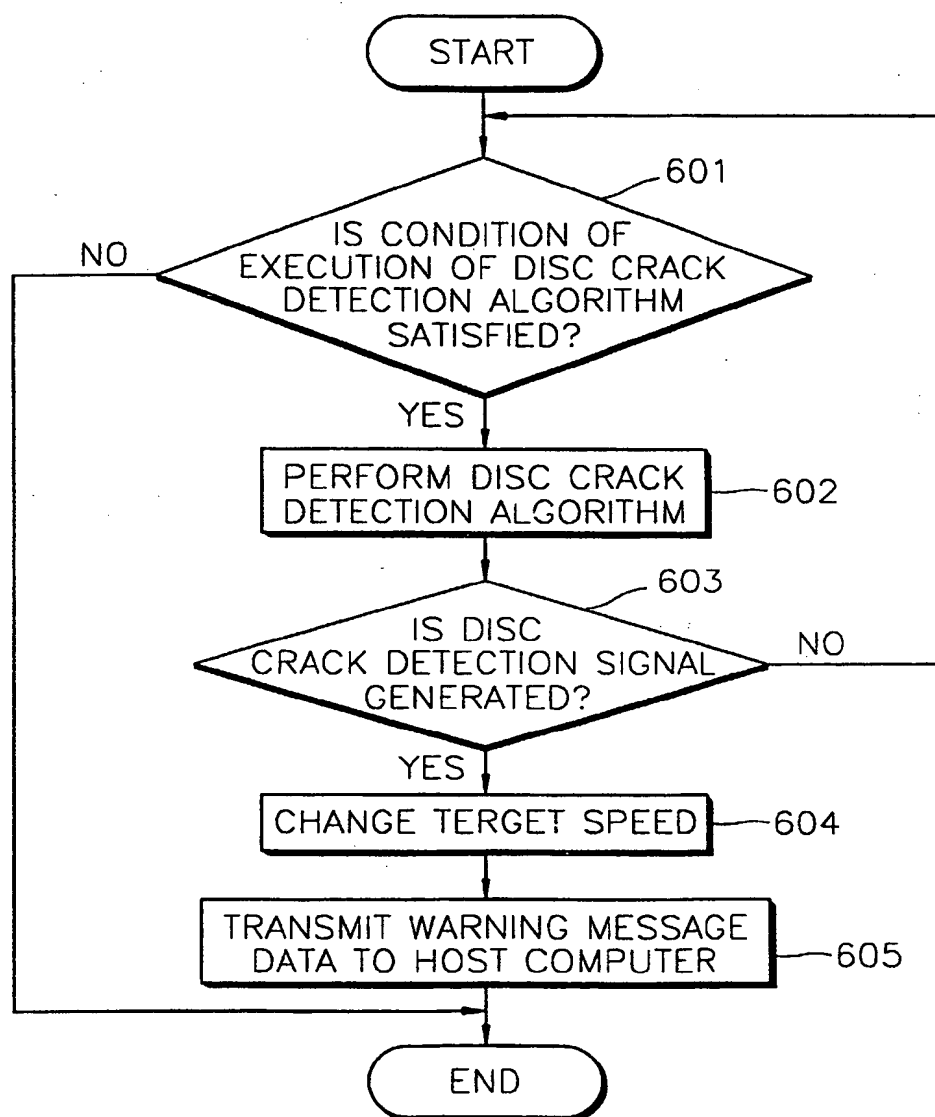 START
601
IS CONDITION OF
EXECUTION OF DISC CRACK
DETECTION ALGORITHM
SATISFIED?
NO
YES
PERFORM DISC CRACK
DETECTION ALGORITHM
602
603
IS DISC
CRACK DETECTION SIGNAL
GENERATED?
NO
YES
CHANGE TERGET SPEED
604
TRANSMIT WARNING MESSAGE
DATA TO HOST COMPUTER
605
END